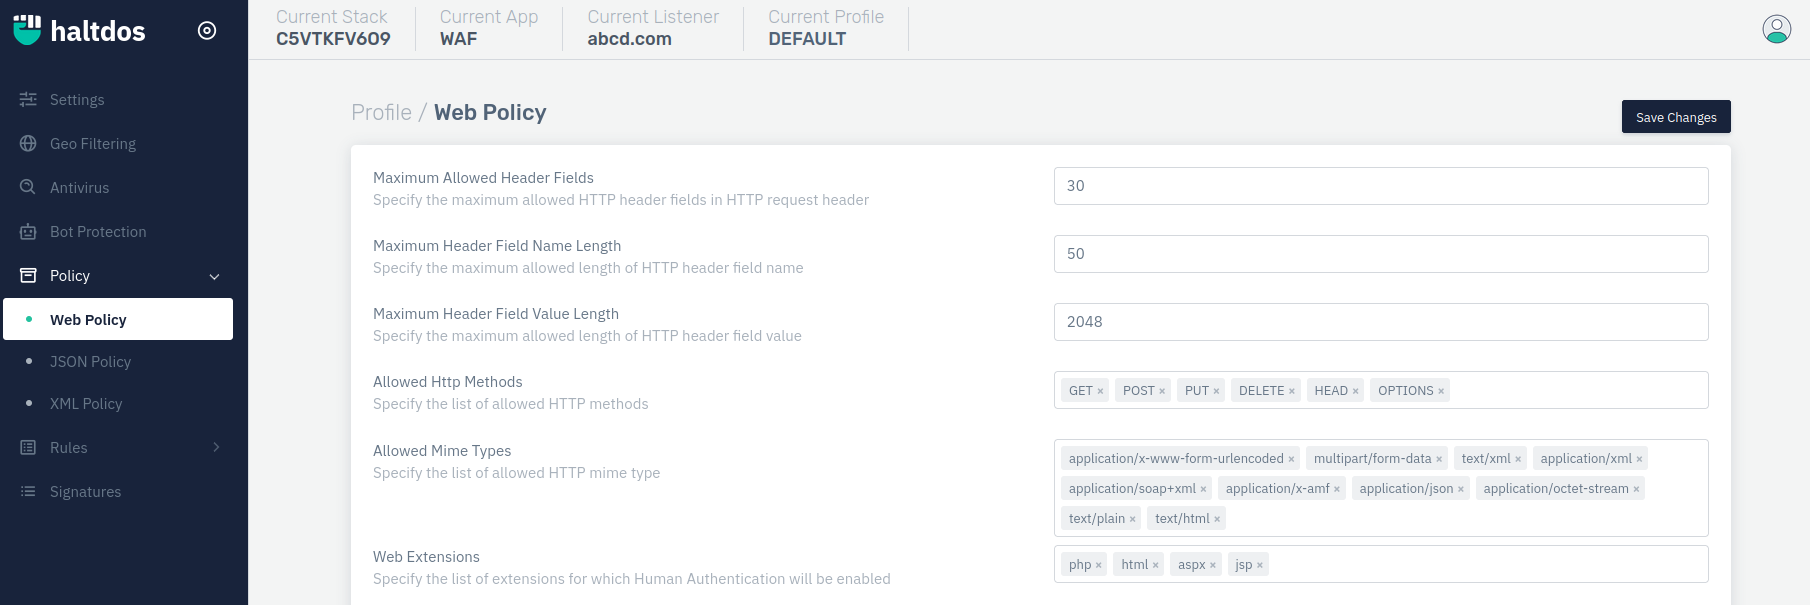 haltdos
Current Stack
C5VTKFV6O9
Current App
WAF
Current Listener
abcd.com
Current Profile
DEFAULT
Settings
Geo Filtering
Antivirus
Bot Protection
Policy
Web Policy
JSON Policy
XML Policy
Rules
Signatures
Profile / Web Policy
Save Changes
Maximum Allowed Header Fields
Specify the maximum allowed HTTP header fields in HTTP request header
30
Maximum Header Field Name Length
Specify the maximum allowed length of HTTP header field name
50
Maximum Header Field Value Length
Specify the maximum allowed length of HTTP header field value
2048
Allowed Http Methods
Specify the list of allowed HTTP methods
GET × POST × PUT × DELETE × HEAD × OPTIONS ×
Allowed Mime Types
Specify the list of allowed HTTP mime type
application/x-www-form-urlencoded × multipart/form-data × text/xml × application/xml ×
application/soap+xml × application/x-amf × application/json × application/octet-stream ×
text/plain × text/html ×
Web Extensions
Specify the list of extensions for which Human Authentication will be enabled
php × html × aspx × jsp ×